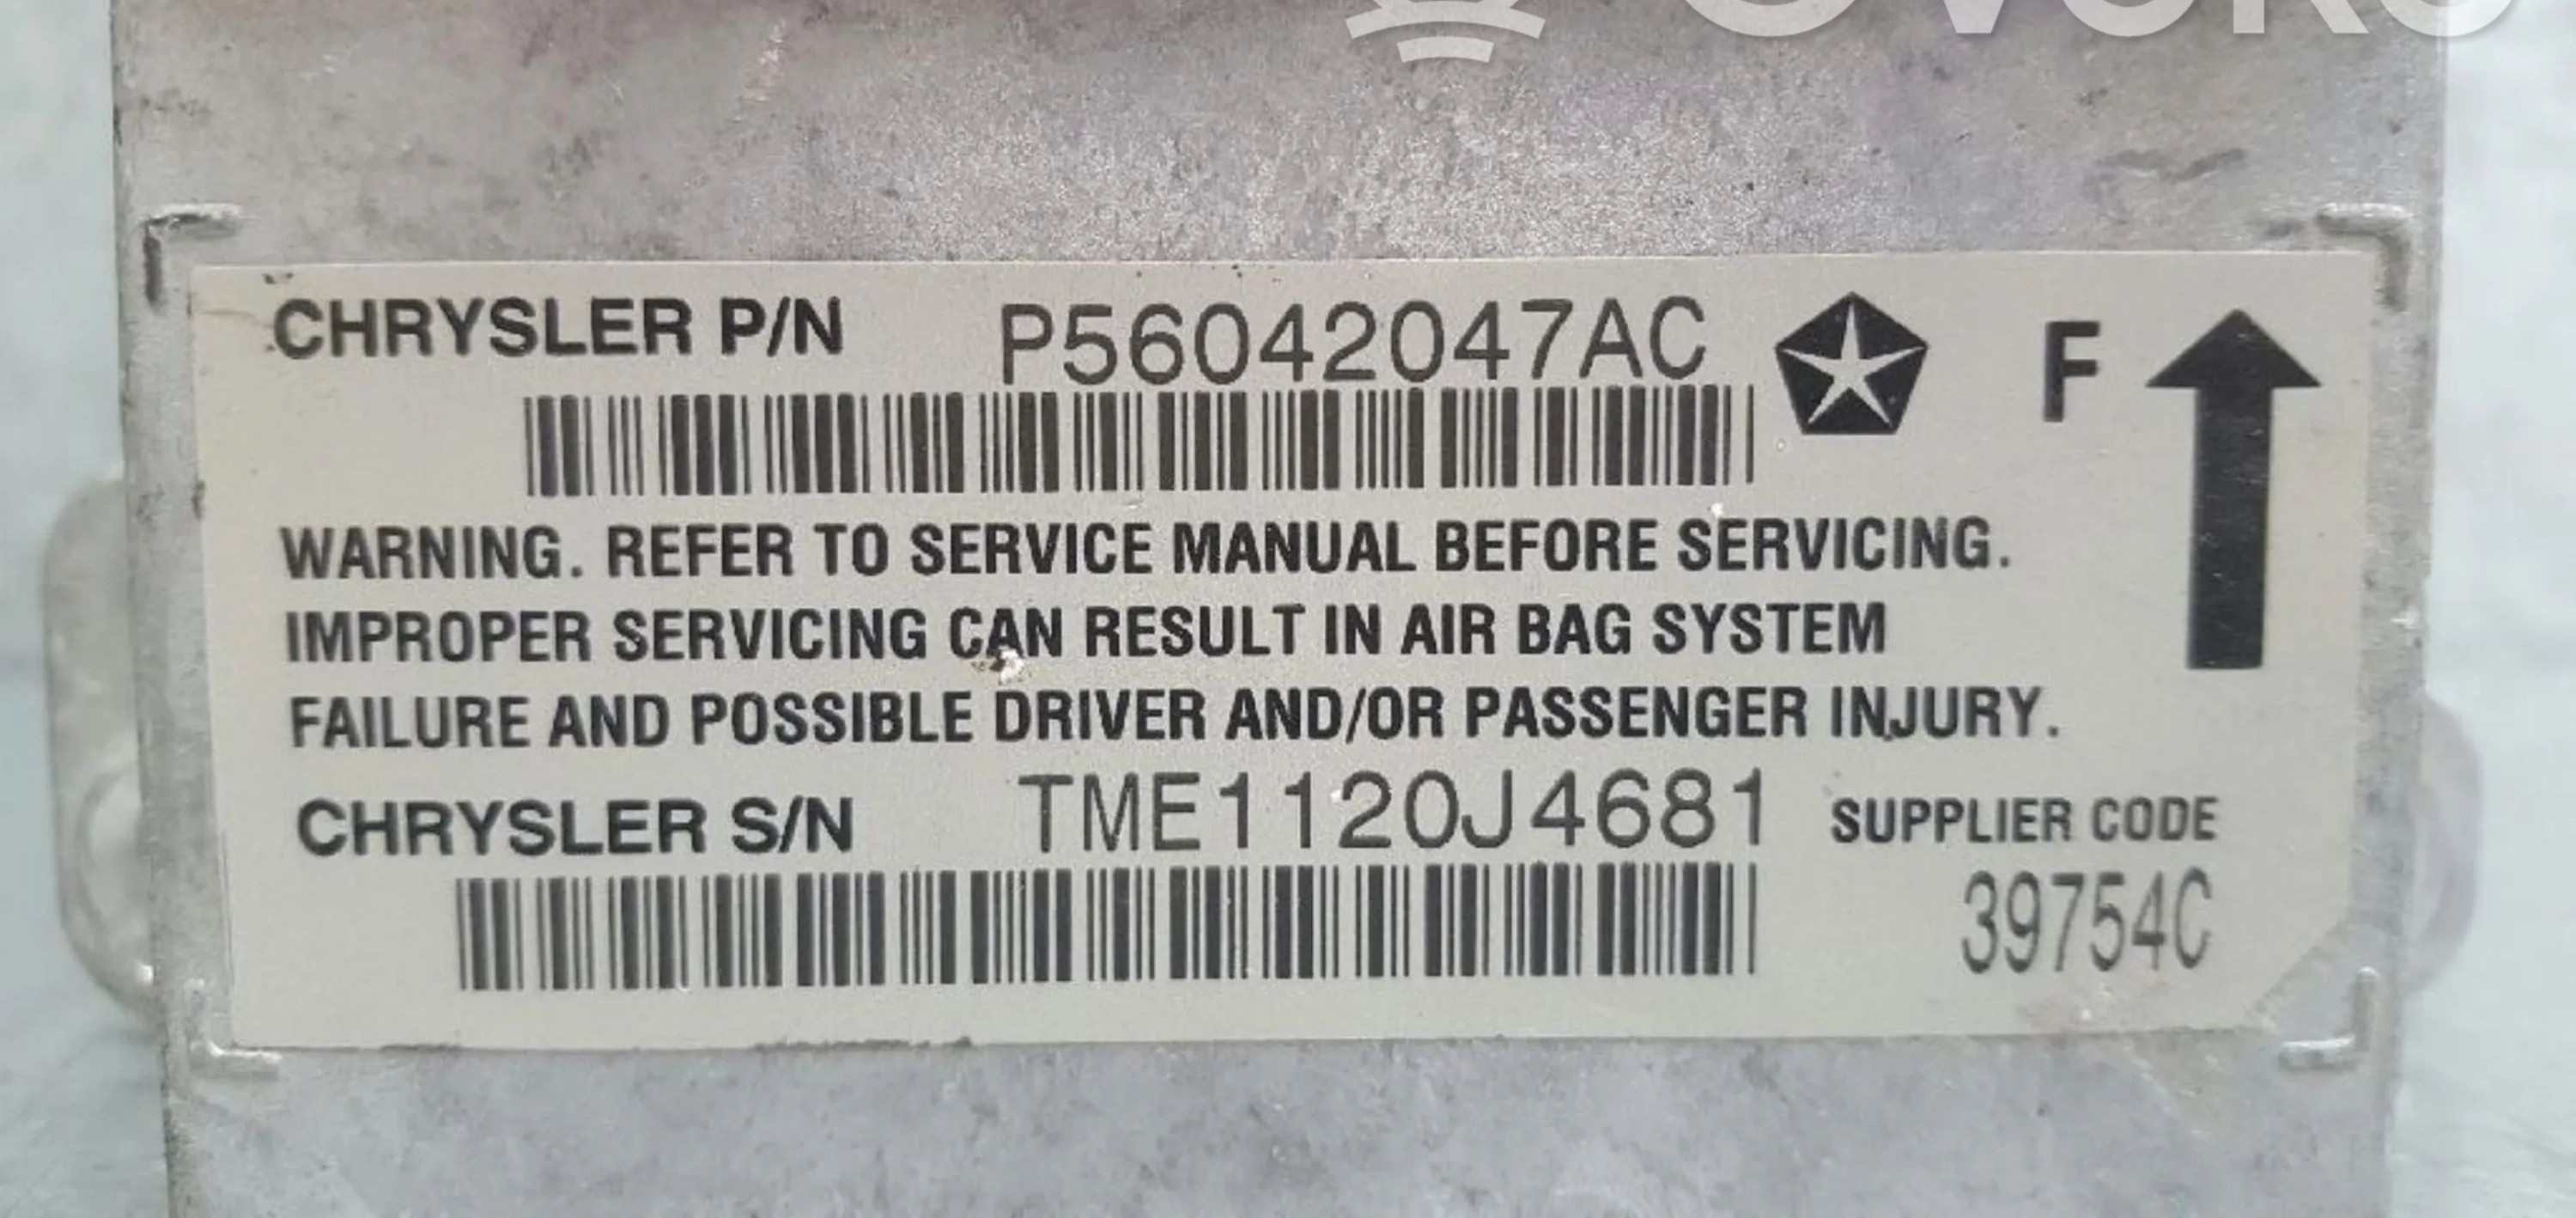 CHRYSLER P/N P56042047AC F
WARNING. REFER TO SERVICE MANUAL BEFORE SERVICING.
IMPROPER SERVICING CAN RESULT IN AIR BAG SYSTEM
FAILURE AND POSSIBLE DRIVER AND/OR PASSENGER INJURY.
CHRYSLER S/N TME1120J4681 SUPPLIER CODE
39754C